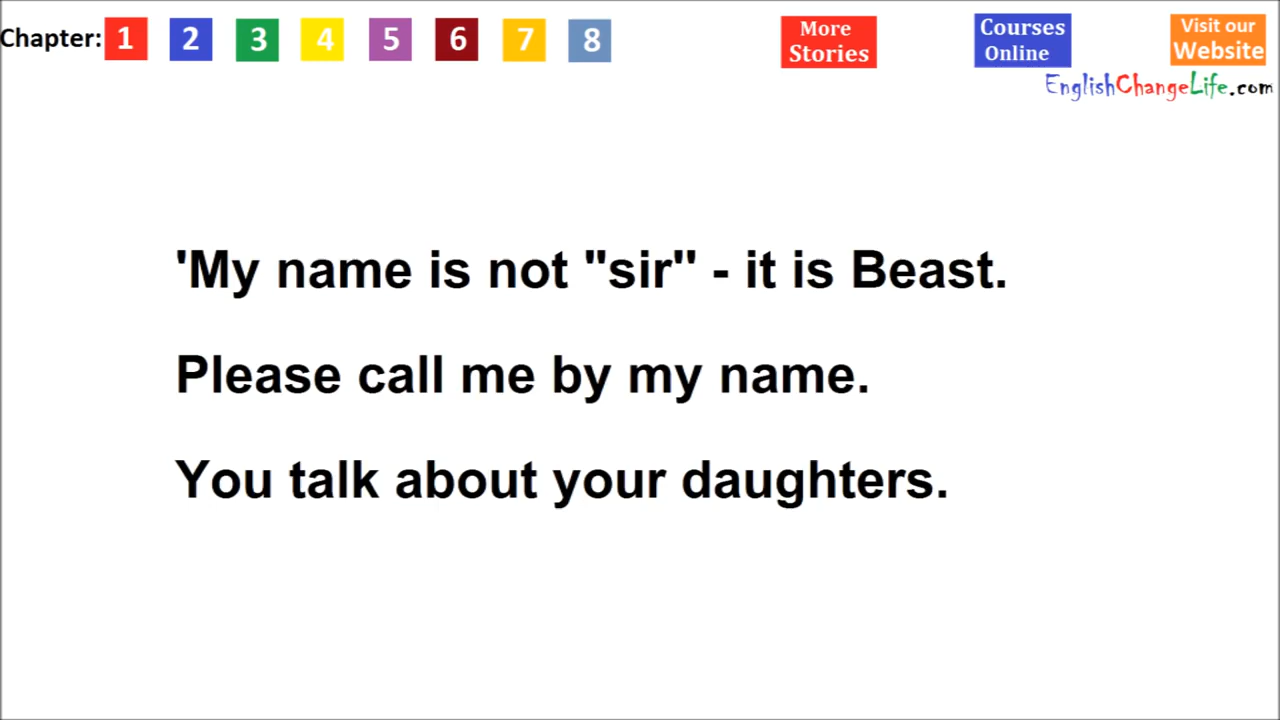 Chapter: 1 2 3 4 5 6 7 8
More
Stories
Courses
Online
Visit our
Website
EnglishChangeLife.com
'My name is not "sir" - it is Beast.
Please call me by my name.
You talk about your daughters.